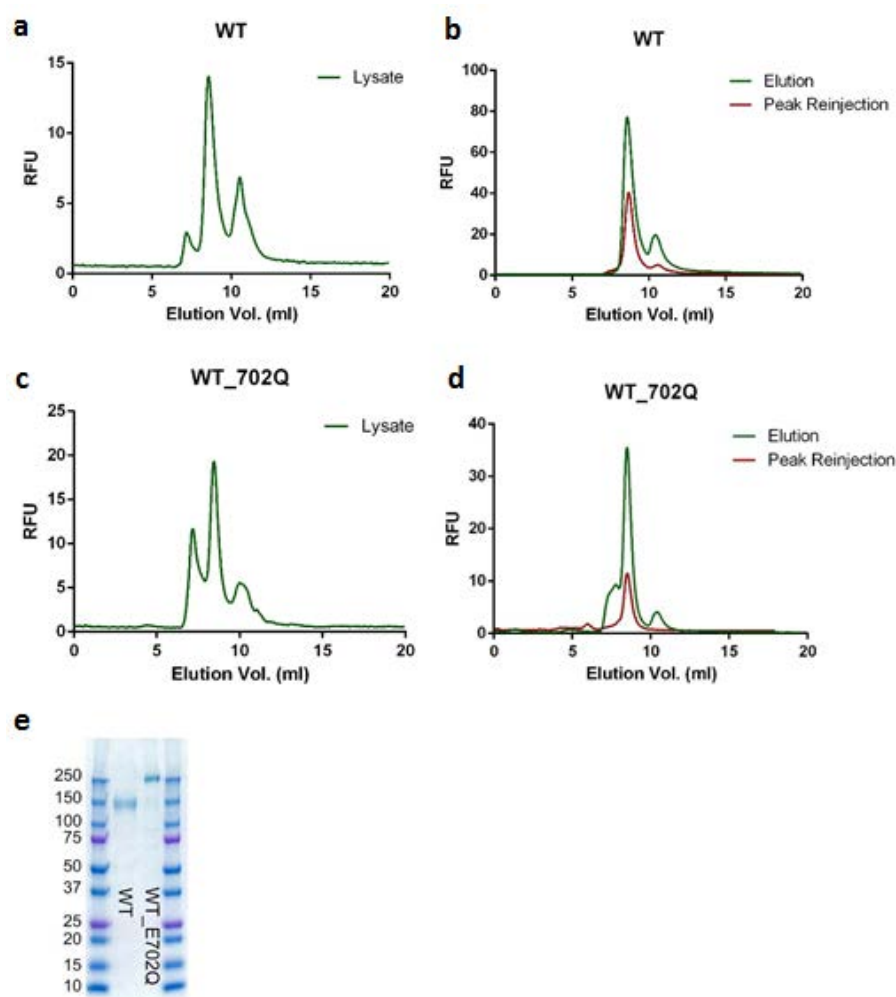 a
WT
15
10
5
0
RFU
0 5 10 15 20
Elution Vol. (ml)
Lysate
b
WT
100
80
60
40
20
0
RFU
0 5 10 15 20
Elution Vol. (ml)
Elution
Peak Reinjection
c
WT_702Q
25
20
15
10
5
0
RFU
0 5 10 15 20
Elution Vol. (ml)
Lysate
d
WT_702Q
40
30
20
10
0
RFU
0 5 10 15 20
Elution Vol. (ml)
Elution
Peak Reinjection
e
250
150
100
75
50
37
25
20
15
10
WT
WT_E702Q